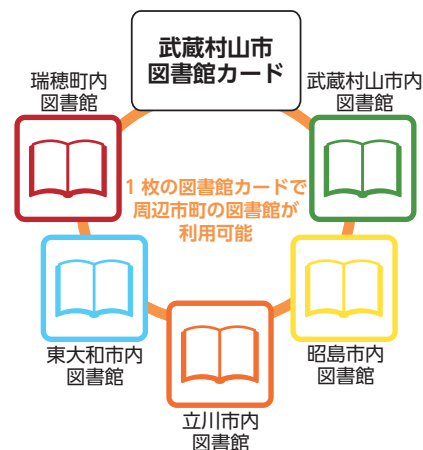 武蔵村山市
図書館カード
瑞穂町内
図書館
武蔵村山市内
図書館
1枚の図書館カードで
周辺市町の図書館が
利用可能
東大和市内
図書館
昭島市内
図書館
立川市内
図書館